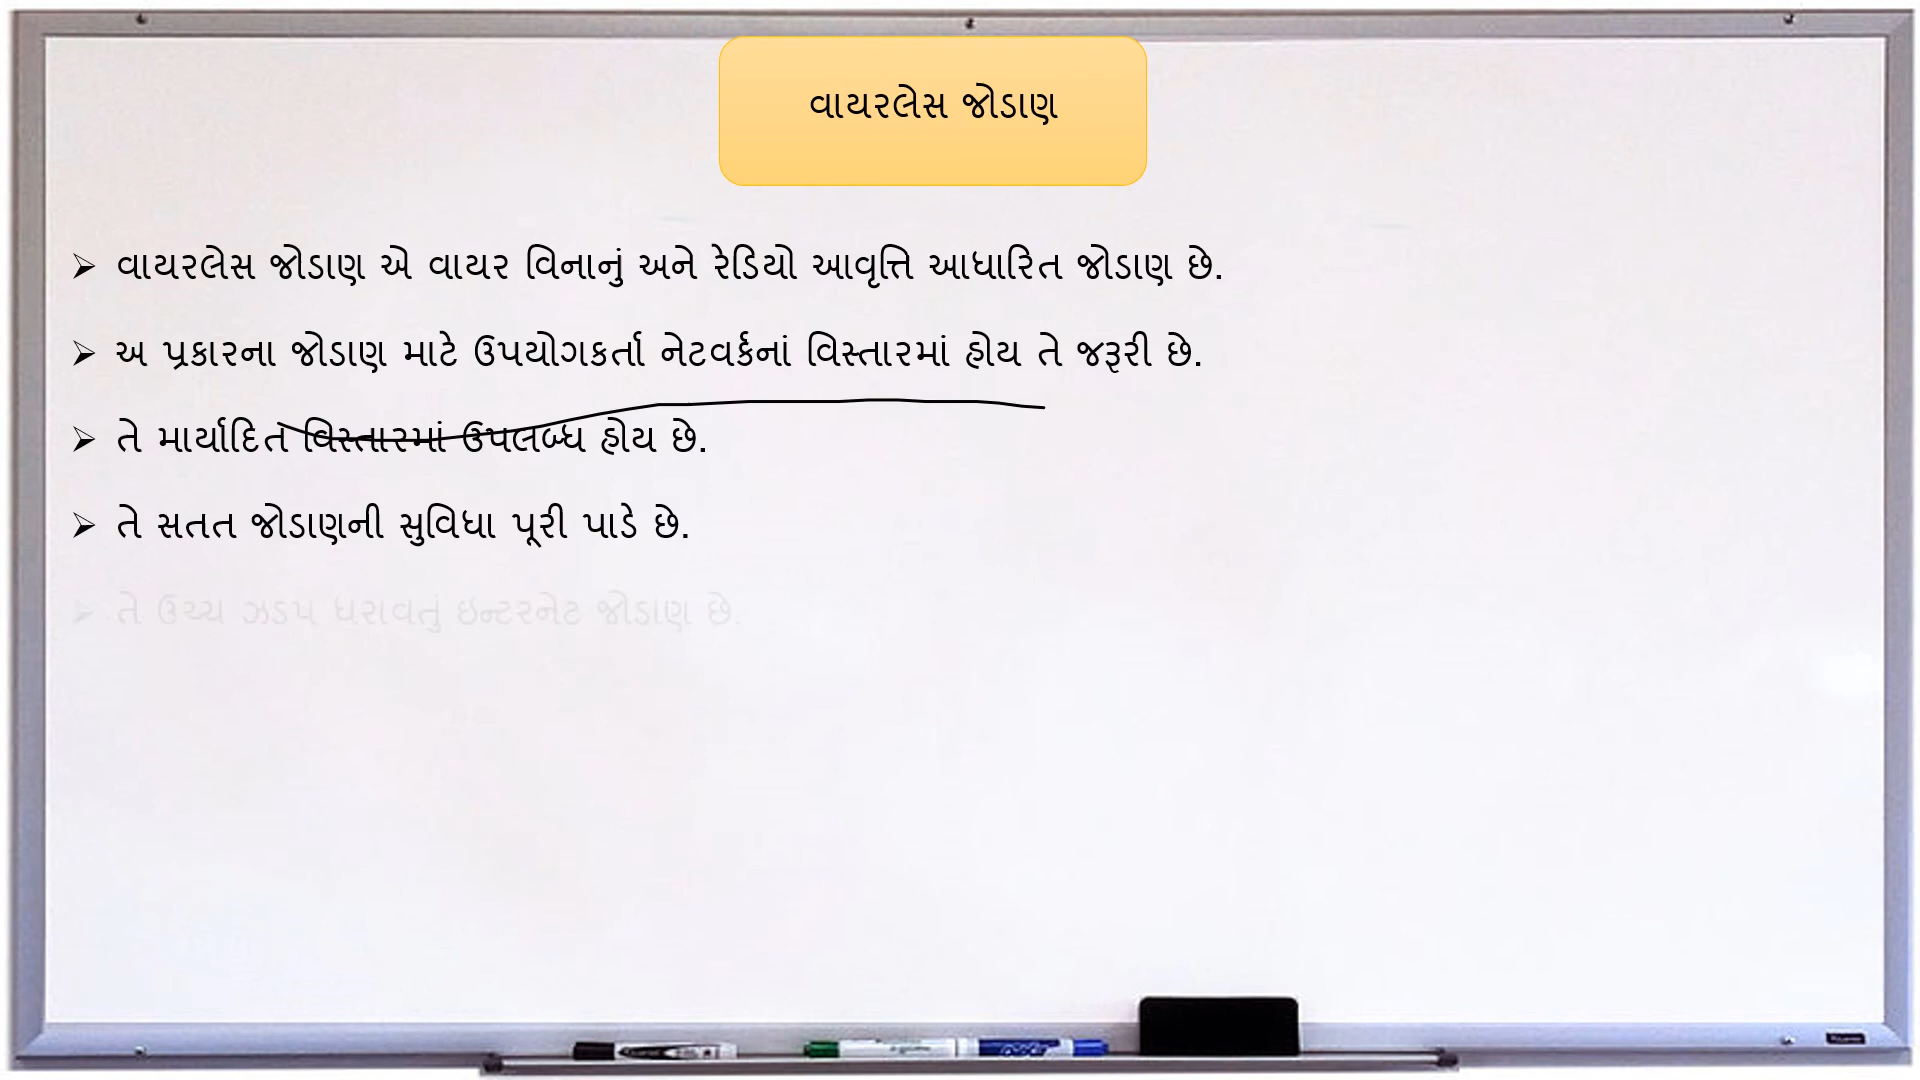 વાયરલેસ જોડાણ
➢ વાયરલેસ જોડાણ એ વાયર વિનાનું અને રેડિયો આવૃત્તિ આધારિત જોડાણ છે.
➢ અ પ્રકારના જોડાણ માટે ઉપયોગકર્તા નેટવર્કનાં વિસ્તારમાં હોય તે જરૂરી છે.
➢ તે માર્યાદિત વિસ્તારમાં ઉપલબ્ધ હોય છે.
➢ તે સતત જોડાણની સુવિધા પૂરી પાડે છે.
➢ તે ઉચ્ચ ઝડપ ધરાવતું ઇન્ટરનેટ જોડાણ છે.